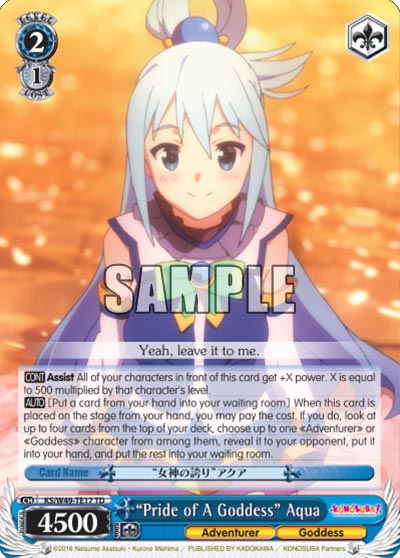 LEVEL
2
1
COST
SAMPLE
Yeah, leave it to me.
CONT Assist All of your characters in front of this card get +X power. X is equal
to 500 multiplied by that character's level.
AUTO [Put a card from your hand into your waiting room] When this card is
placed on the stage from your hand, you may pay the cost. If you do, look at
up to four cards from the top of your deck, choose up to one «Adventurer» or
«Goddess» character from among them, reveal it to your opponent, put it
into your hand, and put the rest into your waiting room.
Card Name “女神の誇り”アクア
CH KS/W49-TE17 TD
“Pride of A Goddess” Aqua
KONOSUBA!
POWER
4500
Adventurer Goddess
©2016 Natsume Akatsuki・Kurone Mishima / PUBLISHED BY KADOKAWA / KONOSUBA Partners